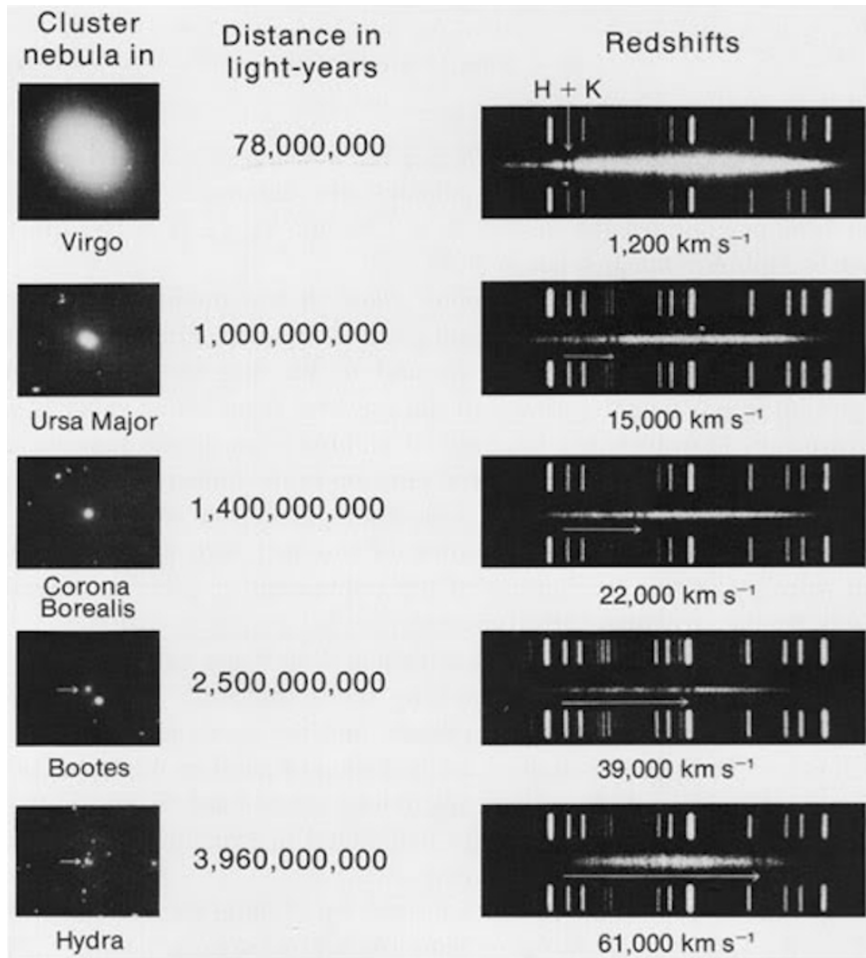 Cluster
nebula in
Distance in
light-years
Redshifts
H + K
78,000,000
Virgo
1,200 km s⁻¹
1,000,000,000
Ursa Major
15,000 km s⁻¹
1,400,000,000
Corona
Borealis
22,000 km s⁻¹
2,500,000,000
Bootes
39,000 km s⁻¹
3,960,000,000
Hydra
61,000 km s⁻¹